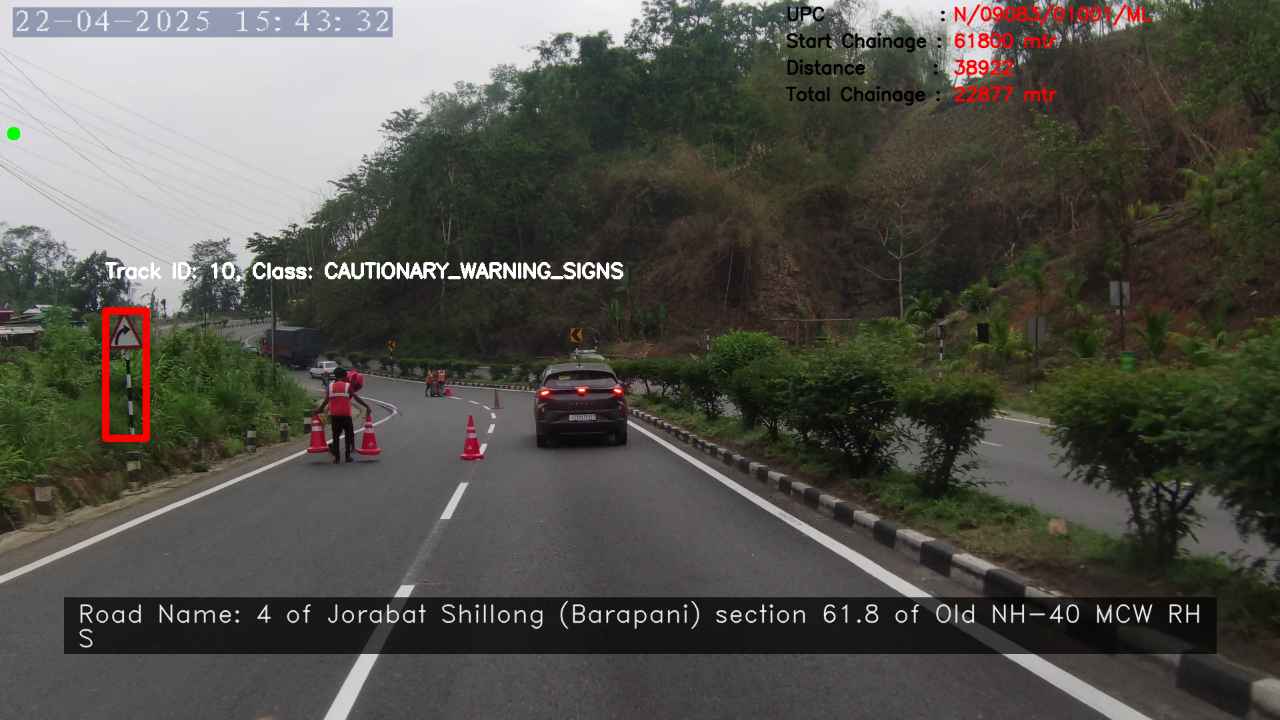 22-04-2025 15:43:32
UPC : N/09083/01001/ML
Start Chainage : 61800 mtr
Distance : 38922
Total Chainage : 22877 mtr
Track ID: 10, Class: CAUTIONARY_WARNING_SIGNS
Road Name: 4 of Jorabat Shillong (Barapani) section 61.8 of Old NH-40 MCW RH
S